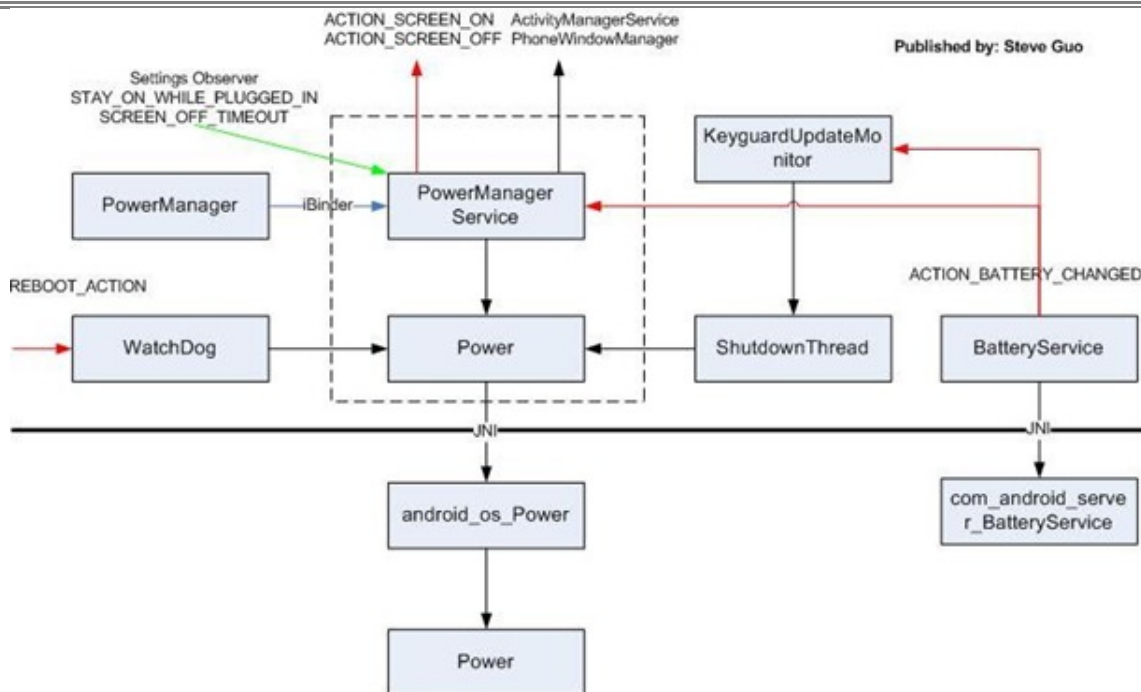 ACTION_SCREEN_ON ActivityManagerService
ACTION_SCREEN_OFF PhoneWindowManager
Published by: Steve Guo
Settings Observer
STAY_ON_WHILE_PLUGGED_IN
SCREEN_OFF_TIMEOUT
KeyguardUpdateMo
nitor
PowerManager
iBinder
PowerManager
Service
ACTION_BATTERY_CHANGED
REBOOT_ACTION
WatchDog
Power
ShutdownThread
BatteryService
JNI
JNI
android_os_Power
com_android_serve
r_BatteryService
Power